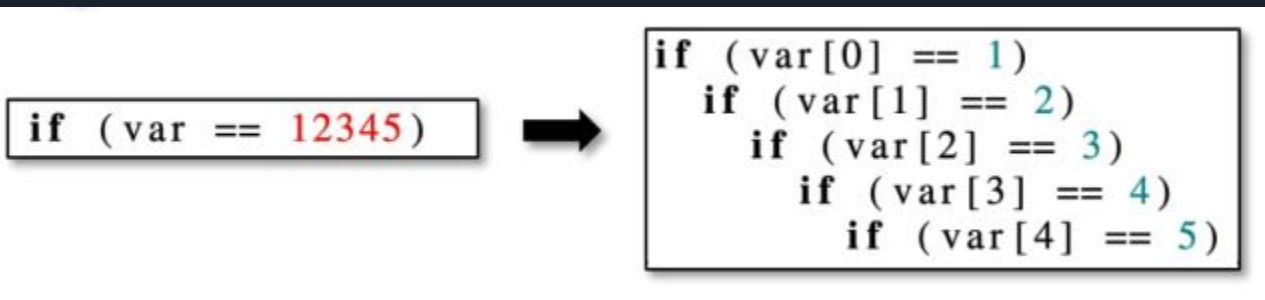 if (var == 12345)
if (var[0] == 1)
if (var[1] == 2)
if (var[2] == 3)
if (var[3] == 4)
if (var[4] == 5)